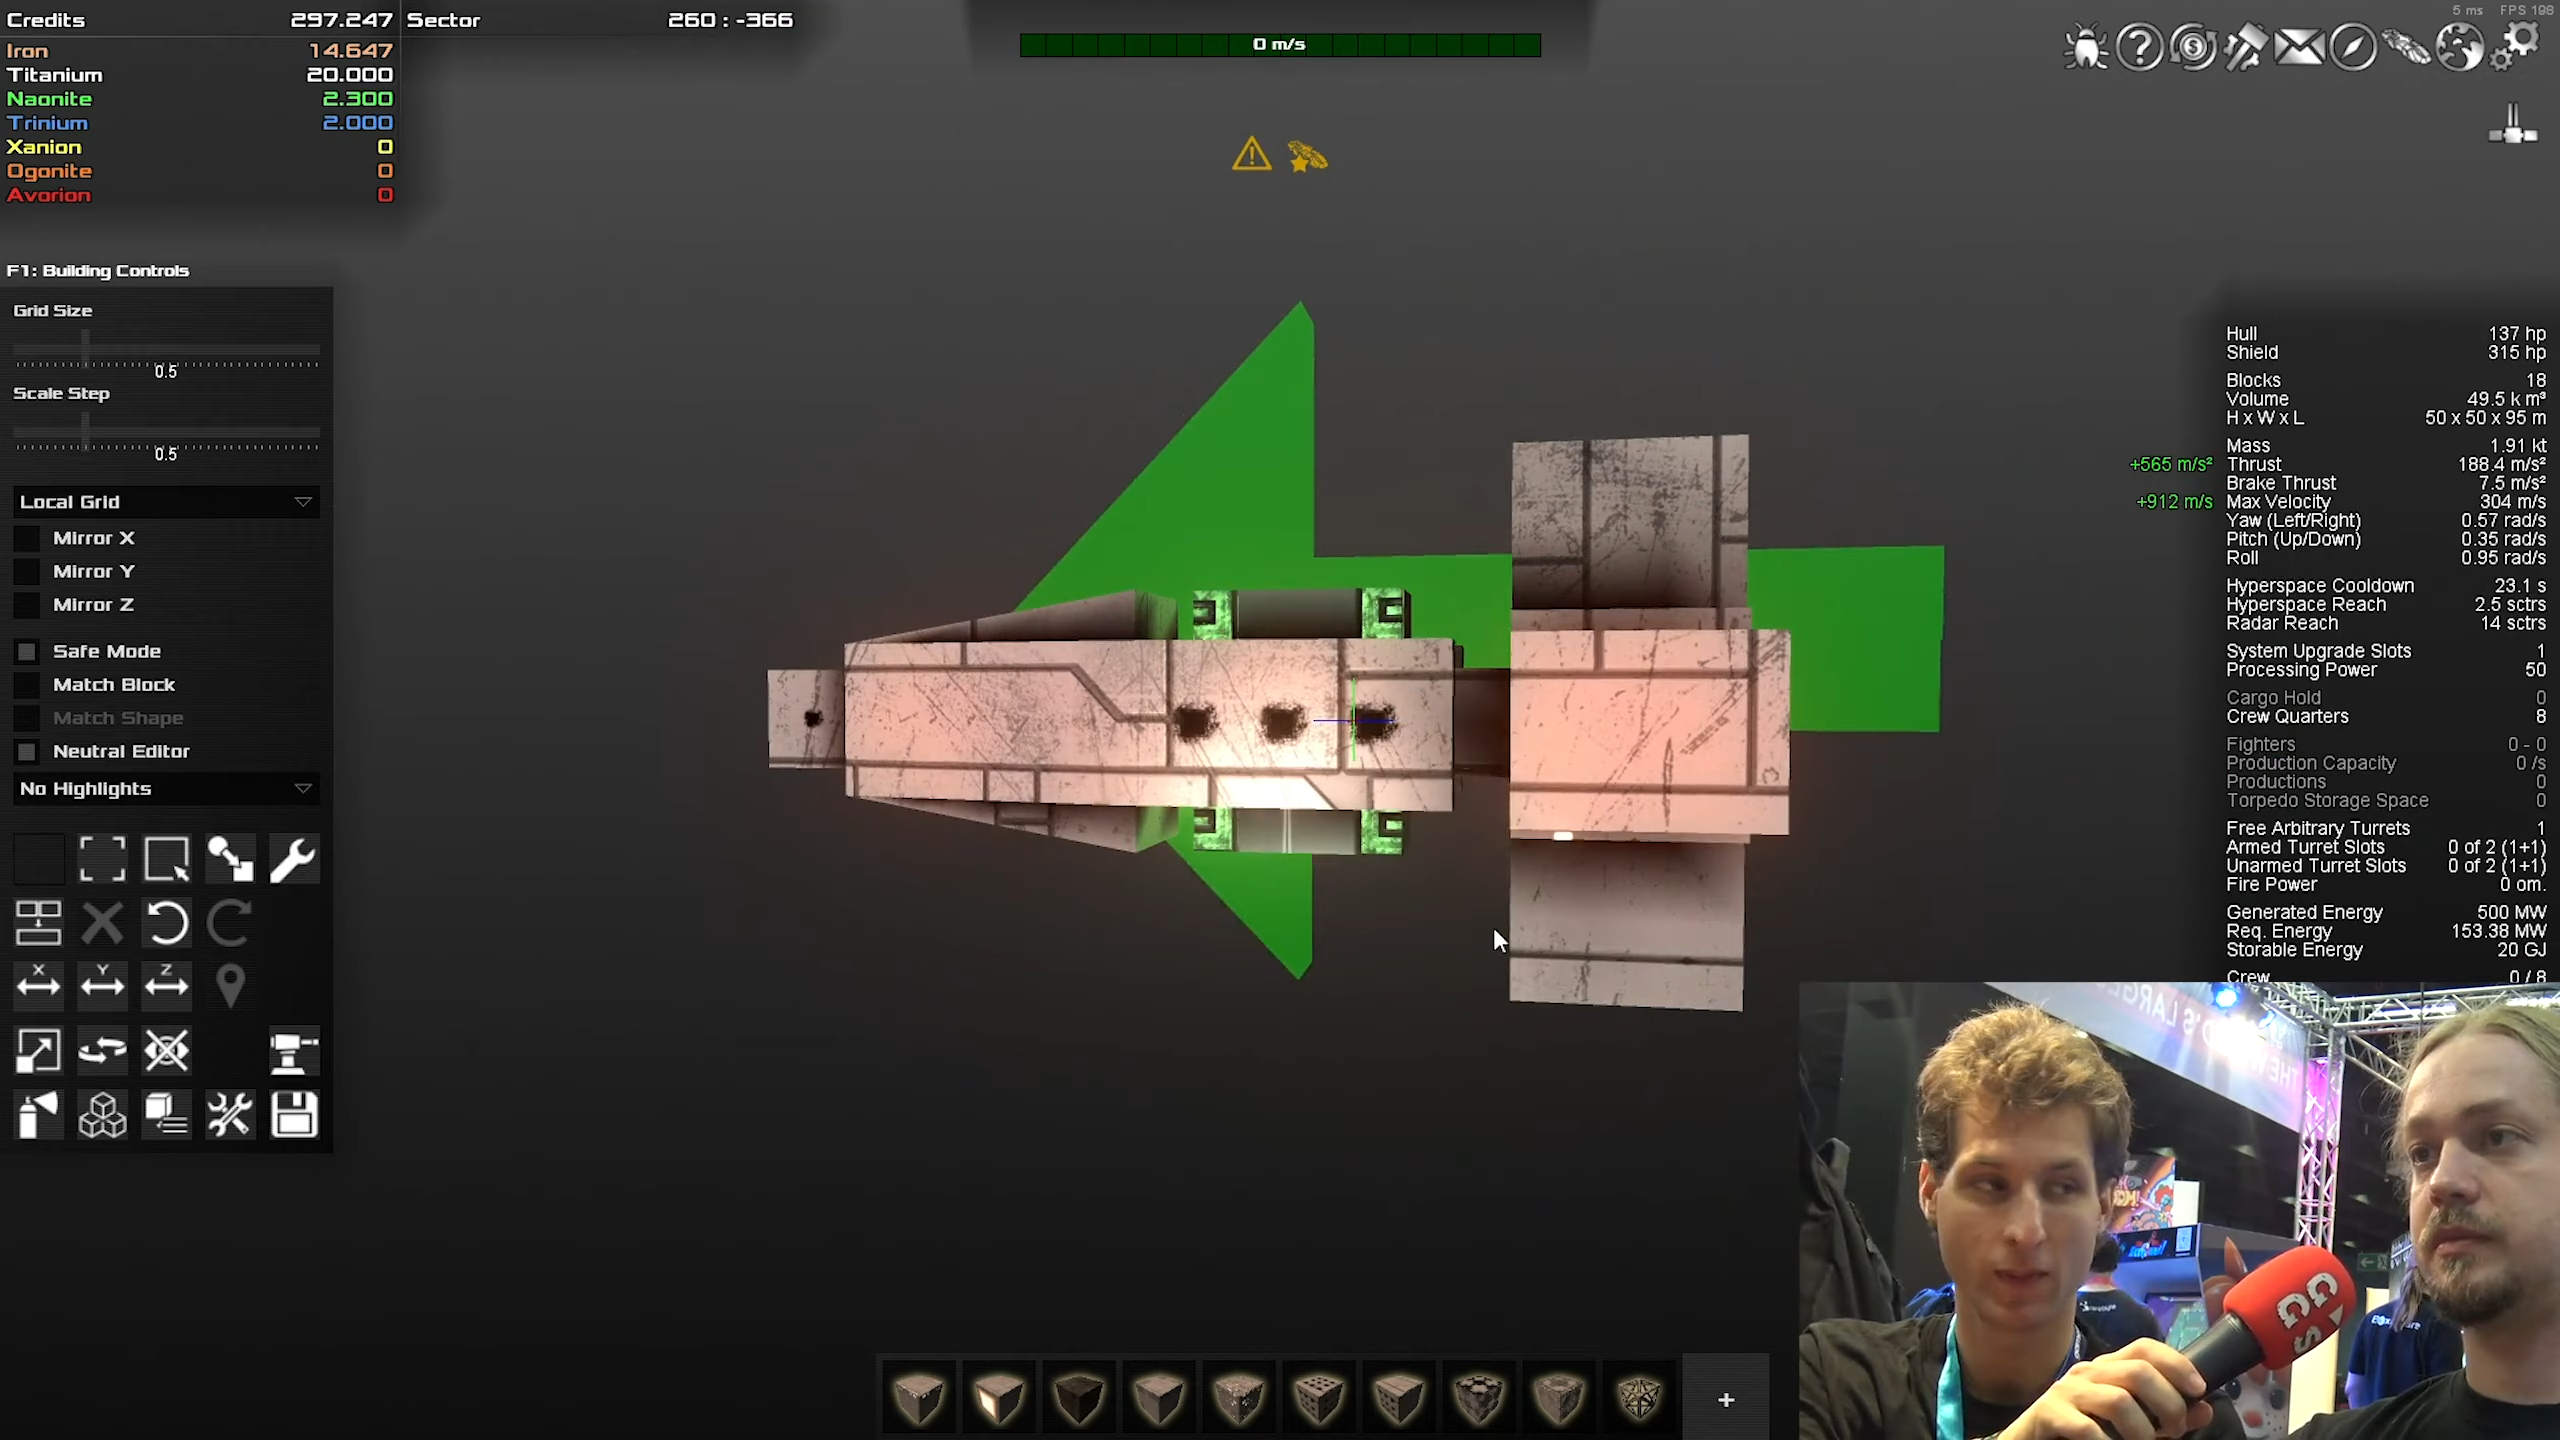 5 ms FPS 198
Credits 297.247 Sector 260 : -366
Iron 14.647
Titanium 20.000
Naonite 2.300
Trinium 2.000
Xanion 0
Ogonite 0
Avorion 0
0 m/s
F1: Building Controls
Grid Size
0.5
Scale Step
0.5
Local Grid
Mirror X
Mirror Y
Mirror Z
Safe Mode
Match Block
Match Shape
Neutral Editor
No Highlights
X Y Z
Hull 137 hp
Shield 315 hp
Blocks 18
Volume 49.5 k m³
H x W x L 50 x 50 x 95 m
Mass 1.91 kt
+565 m/s² Thrust 188.4 m/s²
Brake Thrust 7.5 m/s²
+912 m/s Max Velocity 304 m/s
Yaw (Left/Right) 0.57 rad/s
Pitch (Up/Down) 0.35 rad/s
Roll 0.95 rad/s
Hyperspace Cooldown 23.1 s
Hyperspace Reach 2.5 sctrs
Radar Reach 14 sctrs
System Upgrade Slots 1
Processing Power 50
Cargo Hold 0
Crew Quarters 8
Fighters 0 - 0
Production Capacity 0 /s
Productions 0
Torpedo Storage Space 0
Free Arbitrary Turrets 1
Armed Turret Slots 0 of 2 (1+1)
Unarmed Turret Slots 0 of 2 (1+1)
Fire Power 0 om.
Generated Energy 500 MW
Req. Energy 153.38 MW
Storable Energy 20 GJ
Crew 0 / 8
+